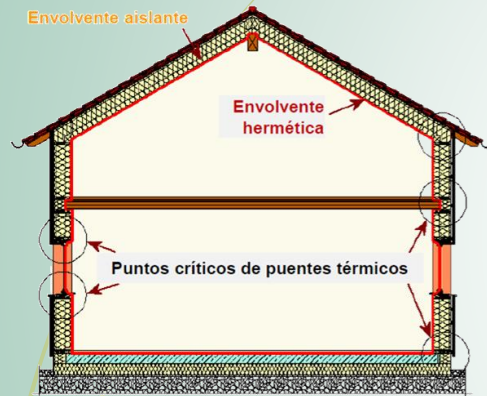 Envolvente aislante
Envolvente
hermética
Puntos críticos de puentes térmicos